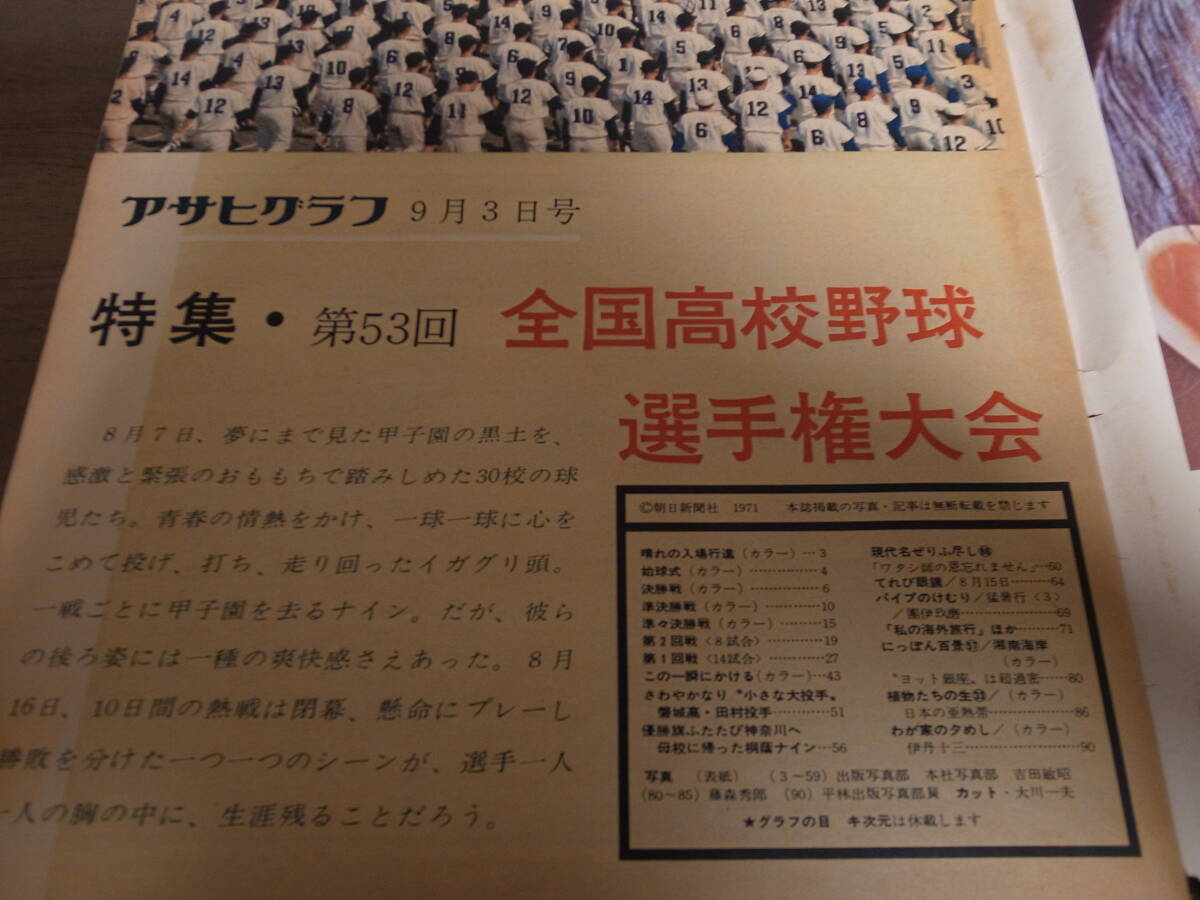 アサヒグラフ 9月3日号
特集・第53回 全国高校野球
選手権大会
8月7日、夢にまで見た甲子園の黒土を、
感激と緊張のおももちで踏みしめた30校の球
児たち。青春の情熱をかけ、一球一球に心を
こめて投げ、打ち、走り回ったイガグリ頭。
一戦ごとに甲子園を去るナイン。だが、彼ら
の後ろ姿には一種の爽快感さえあった。8月
16日、10日間の熱戦は閉幕、懸命にプレーし
勝敗を分けた一つ一つのシーンが、選手一人
一人の胸の中に、生涯残ることだろう。
©朝日新聞社 1971 本誌掲載の写真・記事は無断転載を禁じます
晴れの入場行進(カラー)…3
始球式(カラー)……………4
決勝戦(カラー)……………6
準決勝戦(カラー)…………10
準々決勝戦(カラー)………15
第2回戦〈8試合〉…………19
第1回戦〈14試合〉…………27
この一瞬にかける(カラー)…43
さわやかなり〝小さな大投手〟
磐城高・田村投手…………51
優勝旗ふたたび神奈川へ
母校に帰った桐蔭ナイン…56
現代名ぜりふ尽し
「ワタシ師の恩忘れません」…60
てれび眼鏡/8月15日………64
パイプのけむり/猛暑行〈3〉
/團伊玖磨……………………69
「私の海外旅行」ほか…………71
にっぽん百景/湘南海岸
(カラー)
〝ヨット銀座〟は超過密……80
植物たちの生/(カラー)
日本の亜熱帯…………………86
わが家の夕めし/(カラー)
伊丹十三………………………90
写真 (表紙) (3~59)出版写真部 本社写真部 吉田敏昭
(80~85)藤森秀郎 (90)平林出版写真部員 カット・大川一夫
★グラフの目 キ次元は休載します